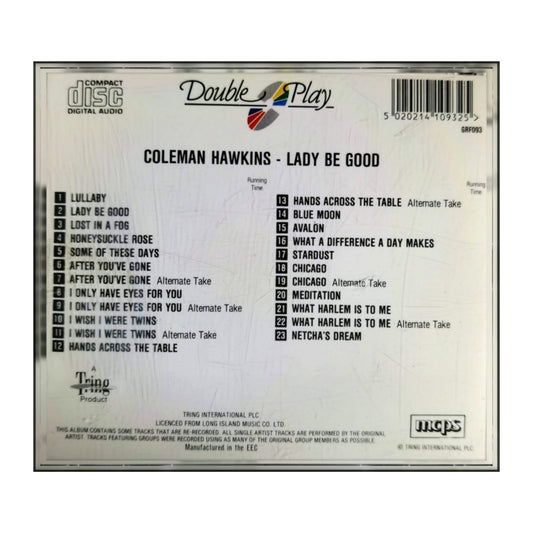 COMPACT
disc
DIGITAL AUDIO
Double Play
5 020214 109325>
GRF093
COLEMAN HAWKINS - LADY BE GOOD
Running
Time
1 LULLABY
2 LADY BE GOOD
3 LOST IN A FOG
4 HONEYSUCKLE ROSE
5 SOME OF THESE DAYS
6 AFTER YOU'VE GONE
7 AFTER YOU'VE GONE Alternate Take
8 I ONLY HAVE EYES FOR YOU
9 I ONLY HAVE EYES FOR YOU Alternate Take
10 I WISH I WERE TWINS
11 I WISH I WERE TWINS Alternate Take
12 HANDS ACROSS THE TABLE
Running
Time
13 HANDS ACROSS THE TABLE Alternate Take
14 BLUE MOON
15 AVALON
16 WHAT A DIFFERENCE A DAY MAKES
17 STARDUST
18 CHICAGO
19 CHICAGO Alternate Take
20 MEDITATION
21 WHAT HARLEM IS TO ME
22 WHAT HARLEM IS TO ME Alternate Take
23 NETCHA'S DREAM
A
Tring
Product
TRING INTERNATIONAL PLC
LICENCED FROM LONG ISLAND MUSIC CO. LTD.
THIS ALBUM CONTAINS SOME TRACKS THAT ARE RE-RECORDED. ALL SINGLE ARTIST TRACKS ARE PERFORMED BY THE ORIGINAL
ARTIST. TRACKS FEATURING GROUPS WERE RECORDED USING AS MANY OF THE ORIGINAL GROUP MEMBERS AS POSSIBLE.
Manufactured in the EEC
mcps
© TRING INTERNATIONAL PLC.